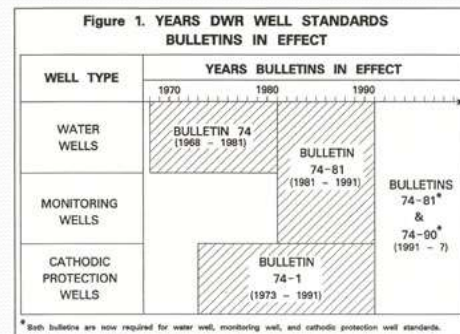 Figure 1. YEARS DWR WELL STANDARDS
BULLETINS IN EFFECT
WELL TYPE
YEARS BULLETINS IN EFFECT
1970 1980 1990
WATER
WELLS
BULLETIN 74
(1968 - 1981)
BULLETIN
74-81
(1981 - 1991)
BULLETINS
74-81*
&
74-90*
(1991 - ?)
MONITORING
WELLS
CATHODIC
PROTECTION
WELLS
BULLETIN
74-1
(1973 - 1991)
* Both bulletins are now required for water well, monitoring well, and cathodic protection well standards.